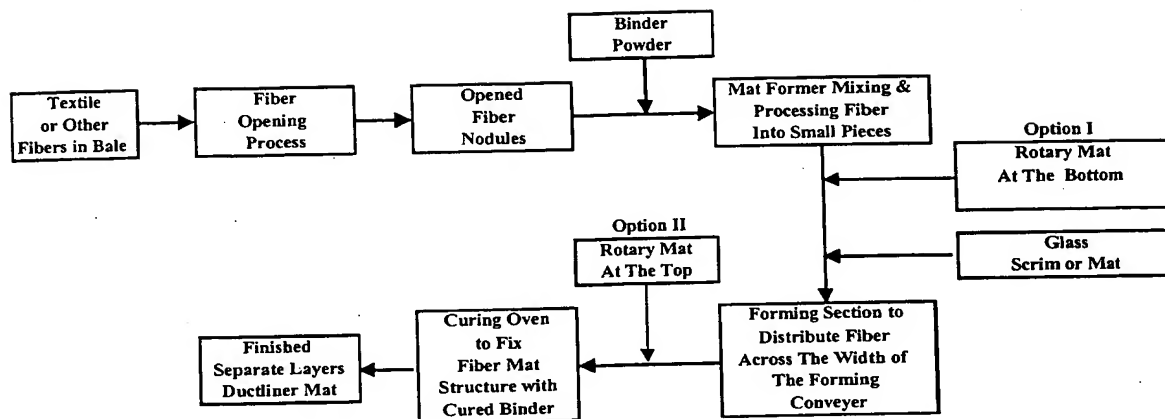 Binder
Powder
Textile
or Other
Fibers in Bale
Fiber
Opening
Process
Opened
Fiber
Nodules
Mat Former Mixing &
Processing Fiber
Into Small Pieces
Option I
Rotary Mat
At The Bottom
Glass
Scrim or Mat
Forming Section to
Distribute Fiber
Across The Width of
The Forming
Conveyer
Option II
Rotary Mat
At The Top
Curing Oven
to Fix
Fiber Mat
Structure with
Cured Binder
Finished
Separate Layers
Ductliner Mat